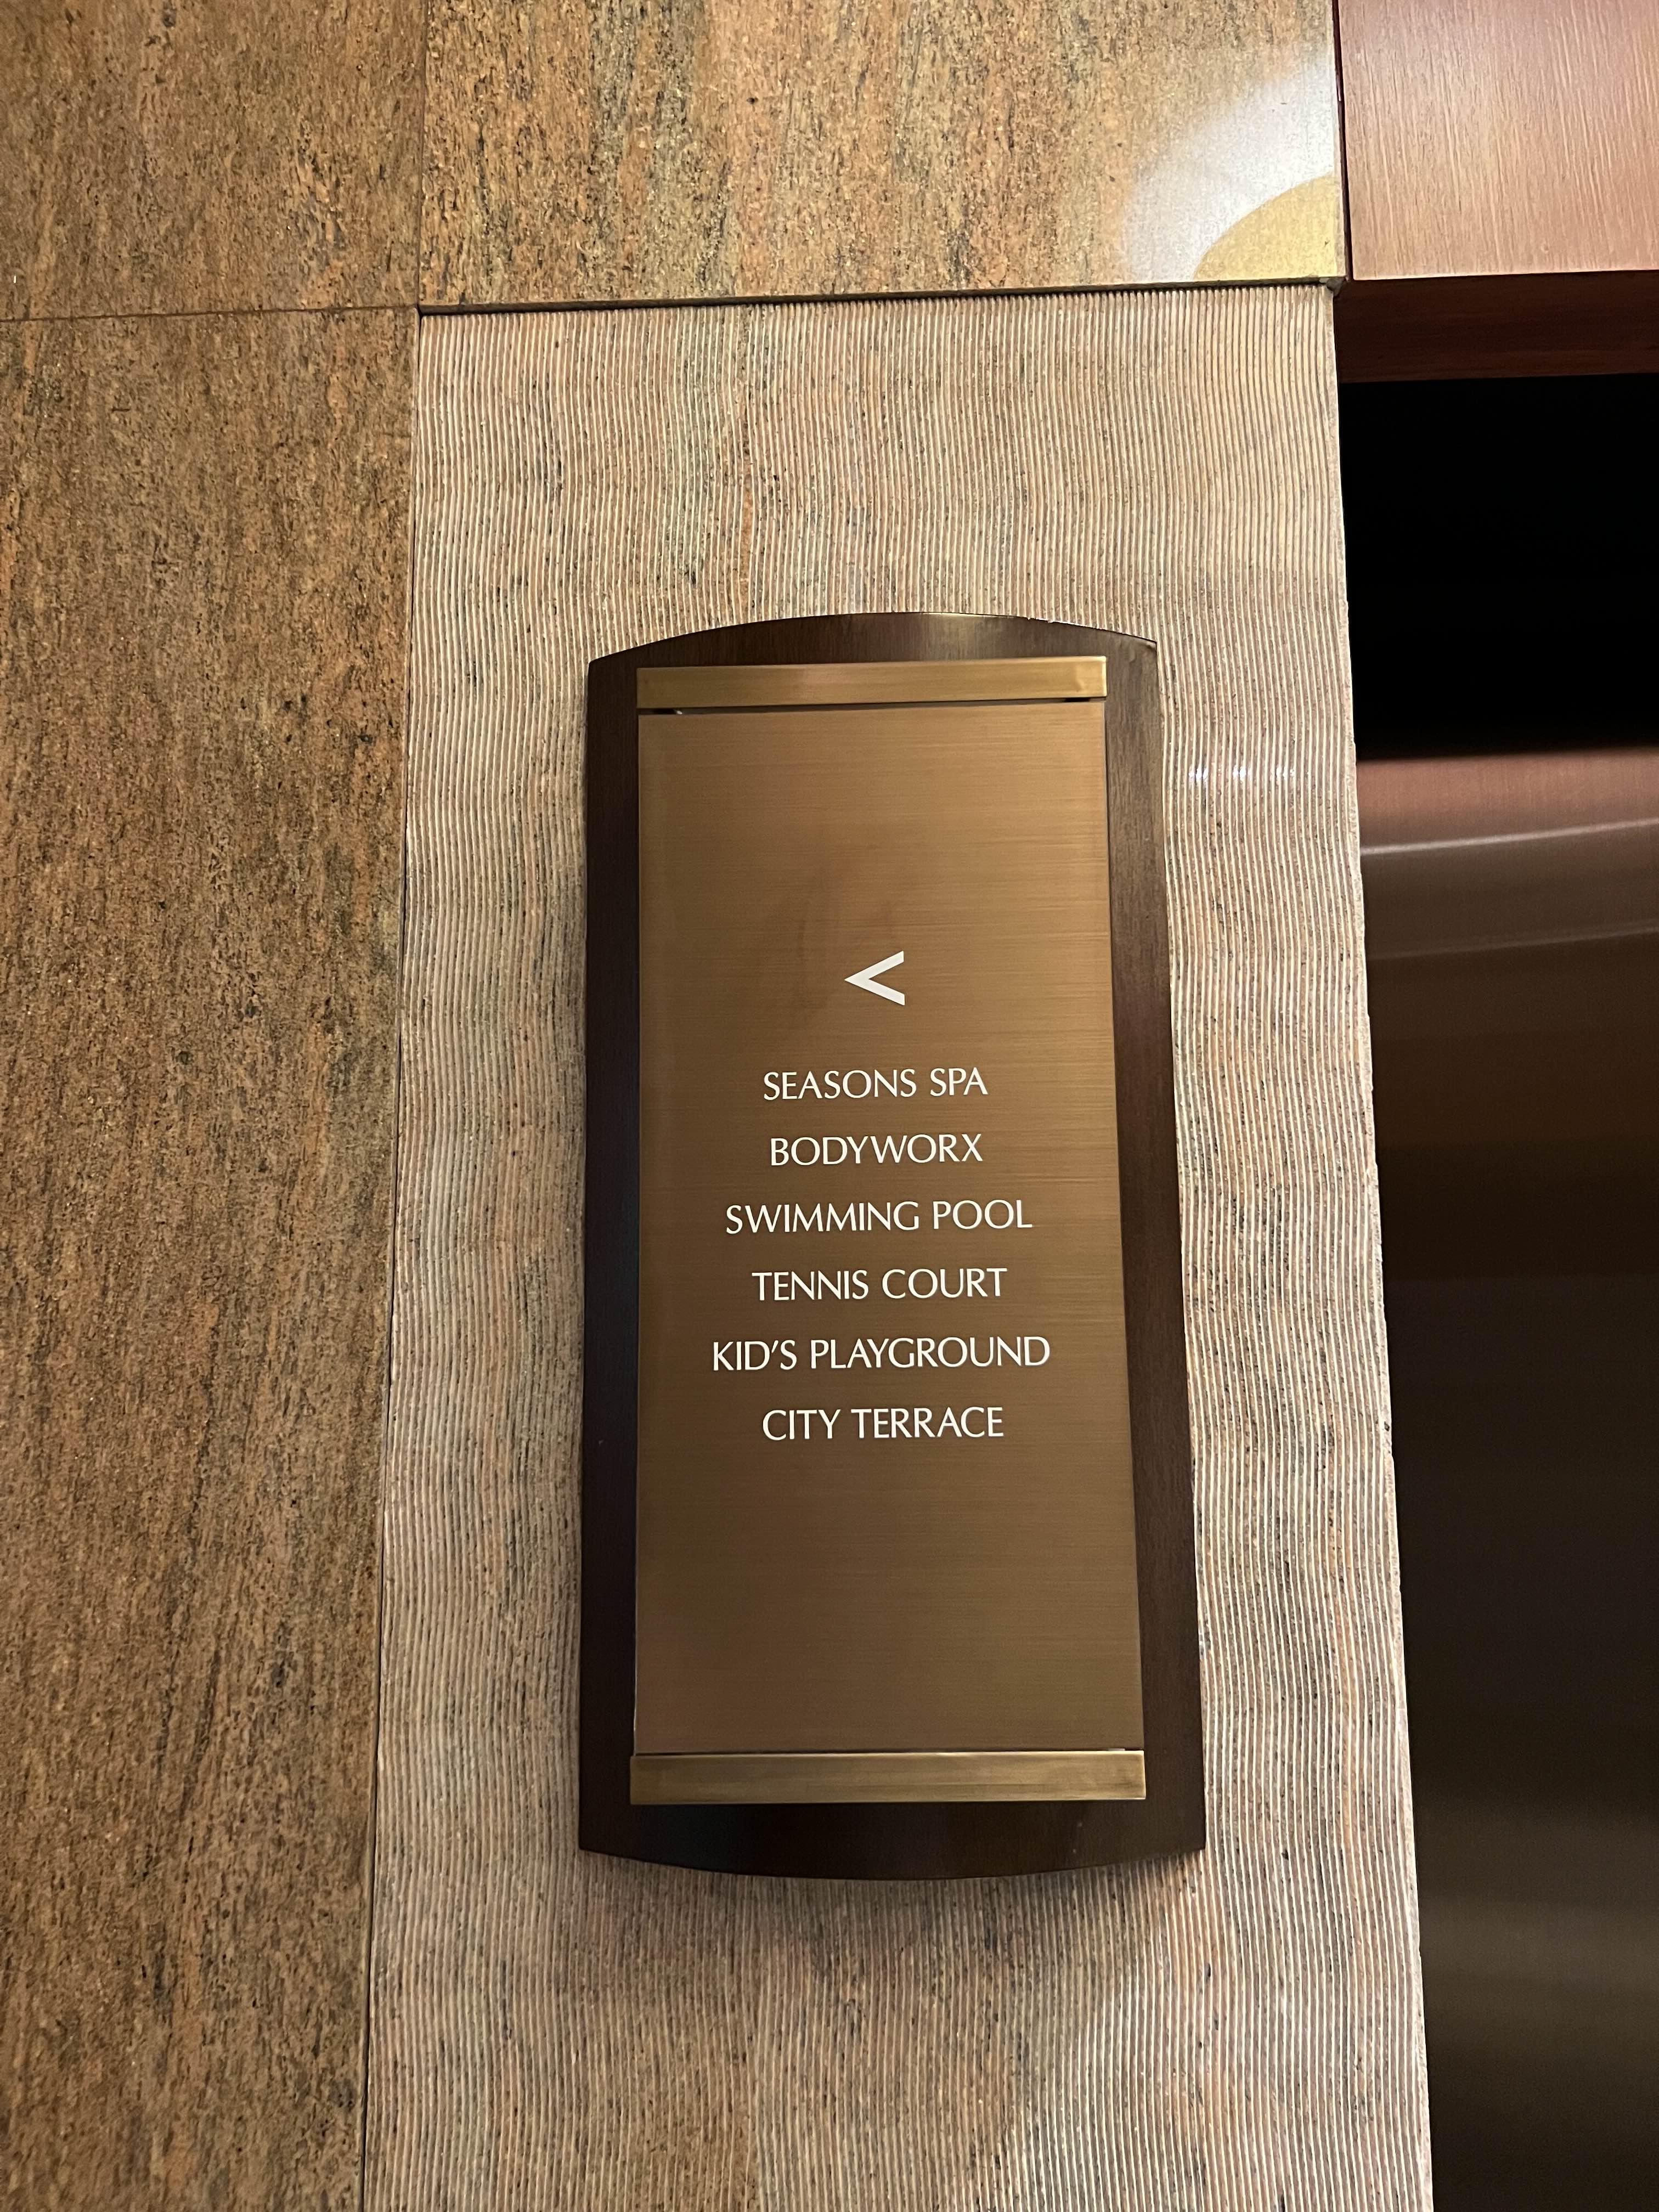 <
SEASONS SPA
BODYWORX
SWIMMING POOL
TENNIS COURT
KID'S PLAYGROUND
CITY TERRACE